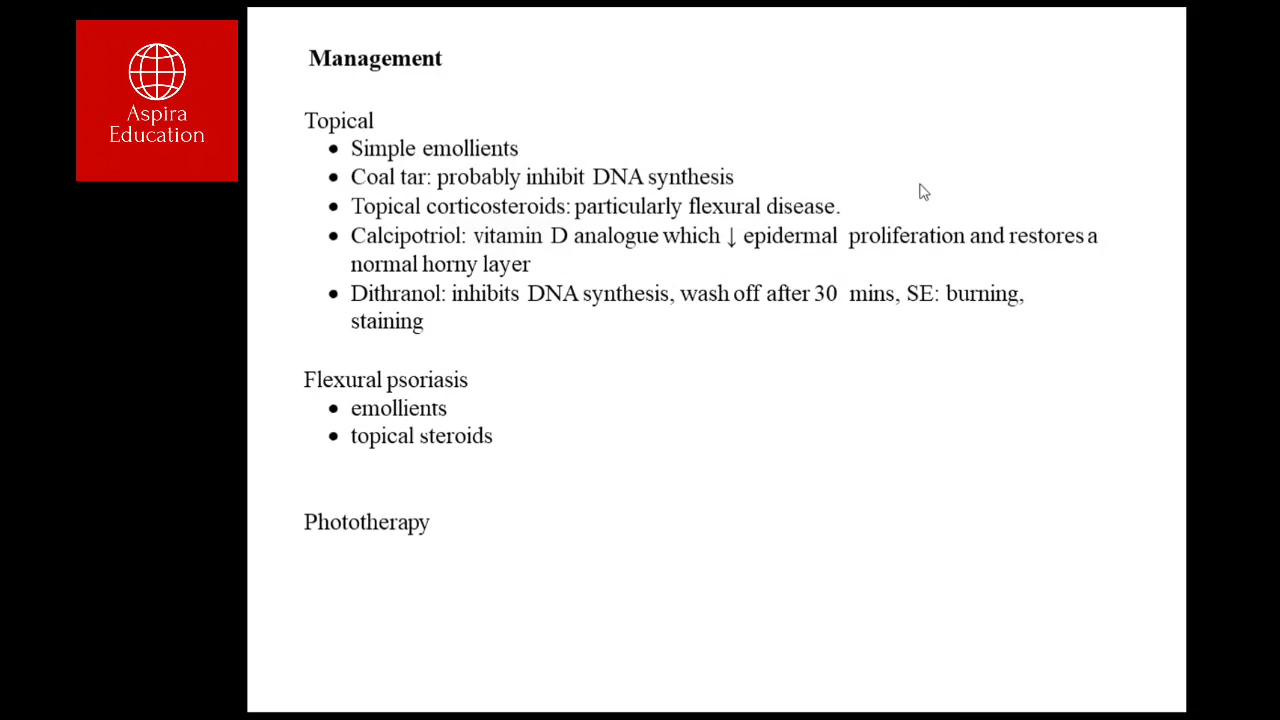 Aspira
Education
Management
Topical
• Simple emollients
• Coal tar: probably inhibit DNA synthesis
• Topical corticosteroids: particularly flexural disease.
• Calcipotriol: vitamin D analogue which ↓ epidermal proliferation and restores a
normal horny layer
• Dithranol: inhibits DNA synthesis, wash off after 30 mins, SE: burning,
staining
Flexural psoriasis
• emollients
• topical steroids
Phototherapy